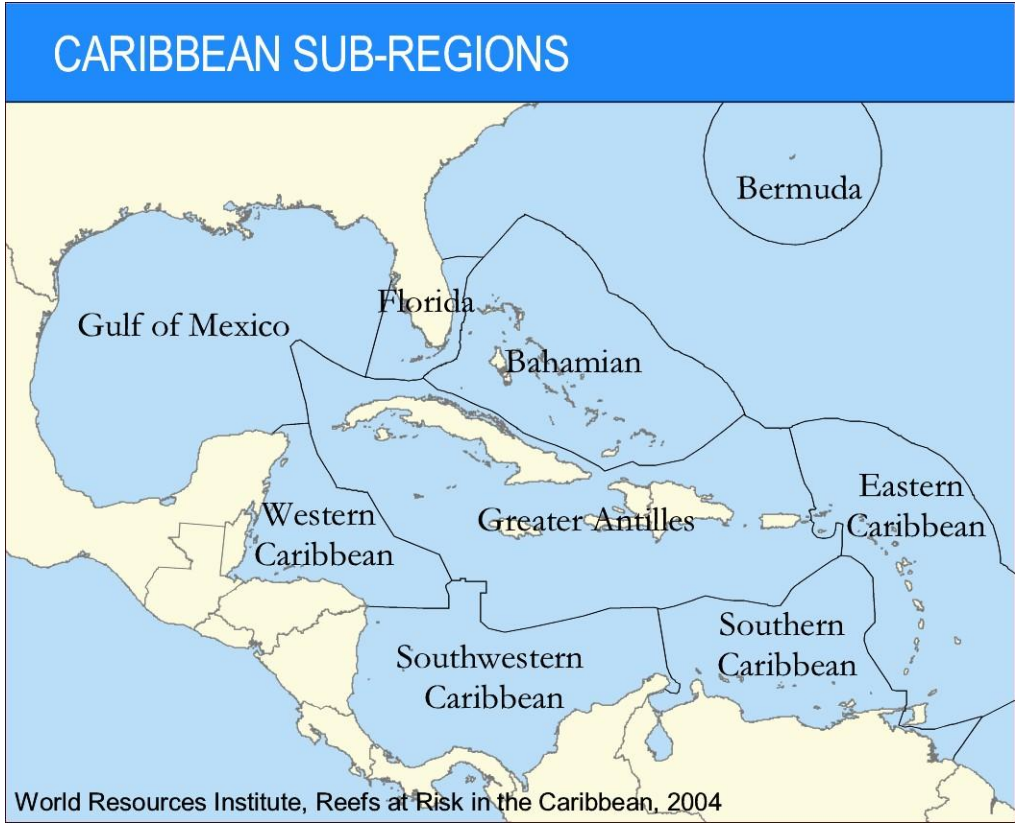 CARIBBEAN SUB-REGIONS
Bermuda
Florida
Gulf of Mexico
Bahamian
Eastern
Caribbean
Western
Caribbean
Greater Antilles
Southern
Caribbean
Southwestern
Caribbean
World Resources Institute, Reefs at Risk in the Caribbean, 2004